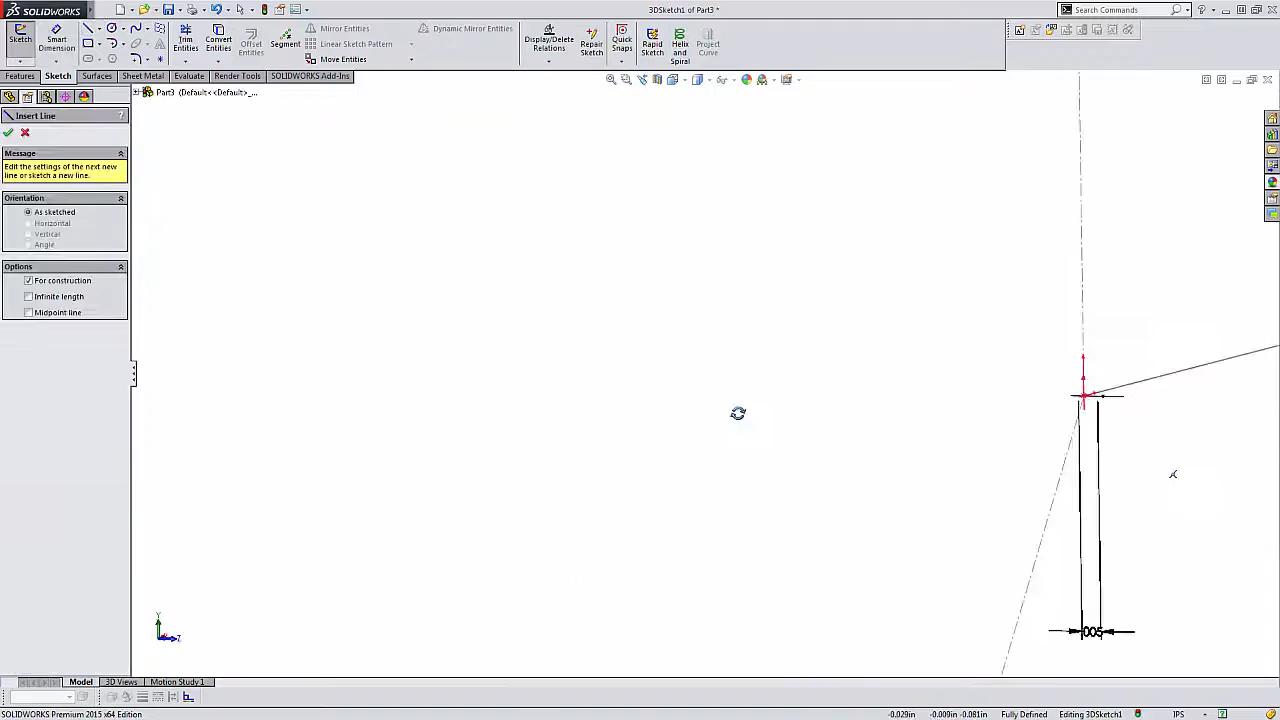 SOLIDWORKS
3DSketch1 of Part3 *
Search Commands
Sketch
Smart Dimension
Trim Entities
Convert Entities
Offset Entities
Segment
Mirror Entities
Linear Sketch Pattern
Move Entities
Dynamic Mirror Entities
Display/Delete Relations
Repair Sketch
Quick Snaps
Rapid Sketch
Helix and Spiral
Project Curve
Features
Sketch
Surfaces
Sheet Metal
Evaluate
Render Tools
SOLIDWORKS Add-Ins
Part3 (Default<<Default>_...
Insert Line
?
Message
Edit the settings of the next new
line or sketch a new line.
Orientation
As sketched
Horizontal
Vertical
Angle
Options
For construction
Infinite length
Midpoint line
.005
Y
Z
Model
3D Views
Motion Study 1
SOLIDWORKS Premium 2015 x64 Edition
-0.029in
-0.009in -0.081in
Fully Defined
Editing 3DSketch1
IPS